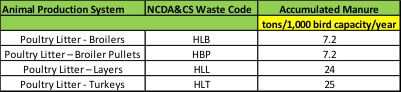 Animal Production System NCDA&CS Waste Code Accumulated Manure
tons/1,000 bird capacity/year
Poultry Litter - Broilers HLB 7.2
Poultry Litter – Broiler Pullets HBP 7.2
Poultry Litter – Layers HLL 24
Poultry Litter - Turkeys HLT 25